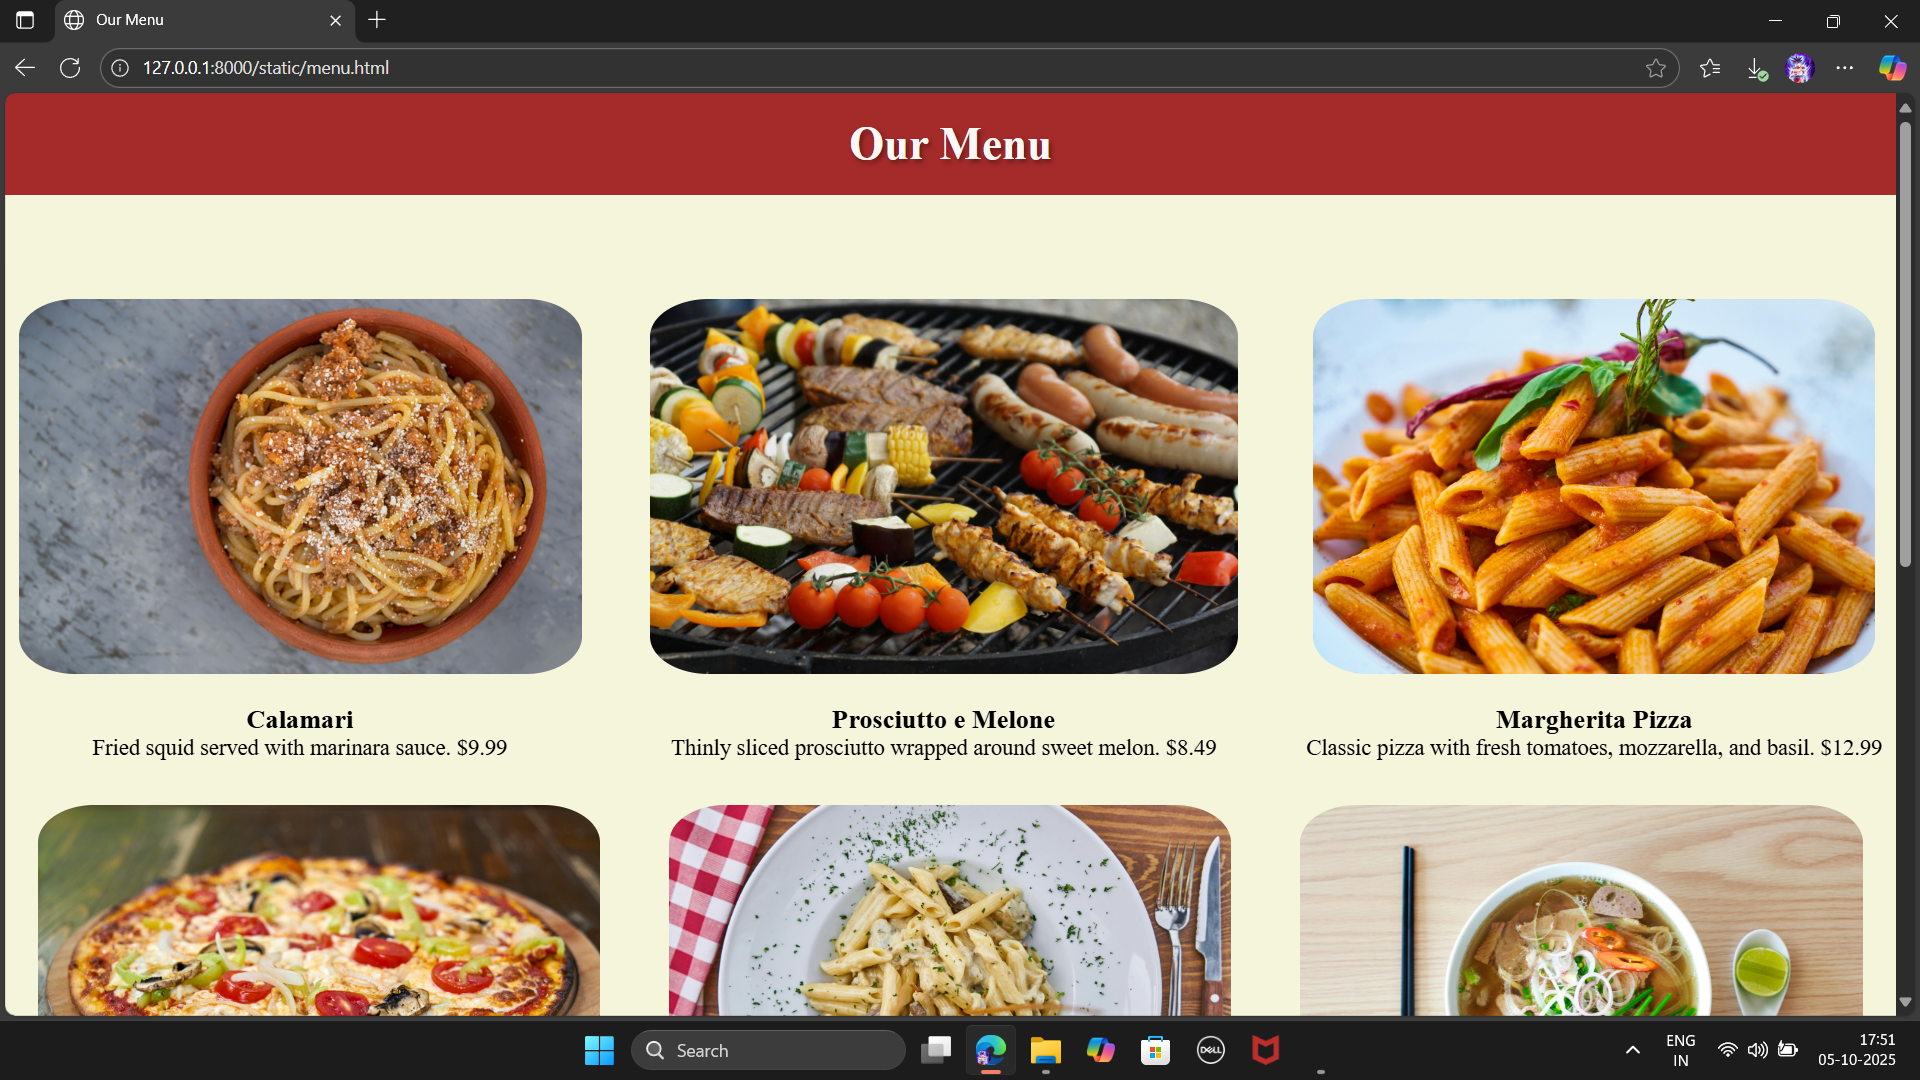 Our Menu
127.0.0.1:8000/static/menu.html
Our Menu
Calamari
Fried squid served with marinara sauce. $9.99
Prosciutto e Melone
Thinly sliced prosciutto wrapped around sweet melon. $8.49
Margherita Pizza
Classic pizza with fresh tomatoes, mozzarella, and basil. $12.99
Search
DELL
ENG
IN
17:51
05-10-2025